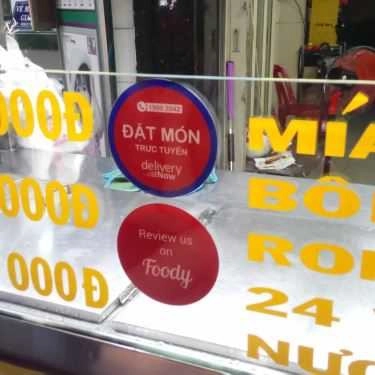 000Đ
000Đ
000Đ
1900 2042
ĐẶT MÓN
TRỰC TUYẾN
delivery
Now
Review us
on
Foody
MÍA
BÔ
RO
24
NƯỚ